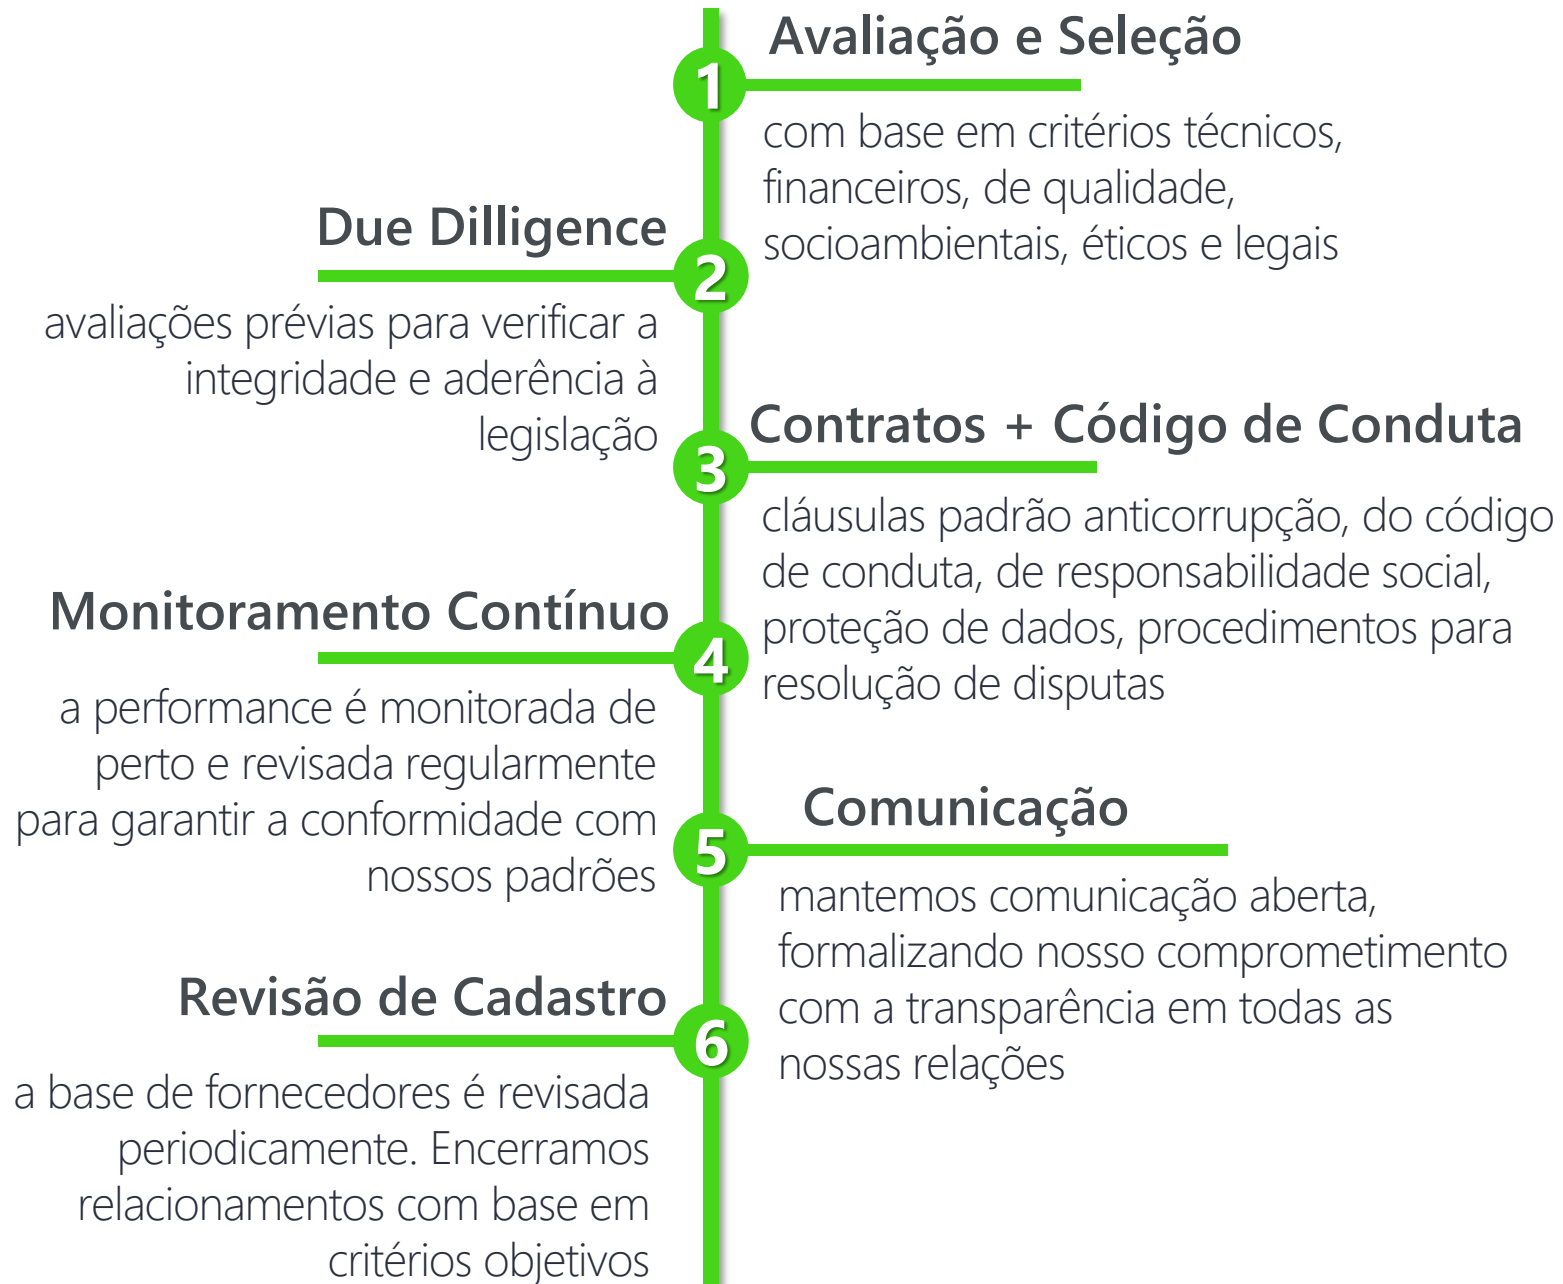 1
Avaliação e Seleção
com base em critérios técnicos,
financeiros, de qualidade,
socioambientais, éticos e legais
2
Due Dilligence
avaliações prévias para verificar a
integridade e aderência à
legislação
3
Contratos + Código de Conduta
cláusulas padrão anticorrupção, do código
de conduta, de responsabilidade social,
proteção de dados, procedimentos para
resolução de disputas
4
Monitoramento Contínuo
a performance é monitorada de
perto e revisada regularmente
para garantir a conformidade com
nossos padrões
5
Comunicação
mantemos comunicação aberta,
formalizando nosso comprometimento
com a transparência em todas as
nossas relações
6
Revisão de Cadastro
a base de fornecedores é revisada
periodicamente. Encerramos
relacionamentos com base em
critérios objetivos